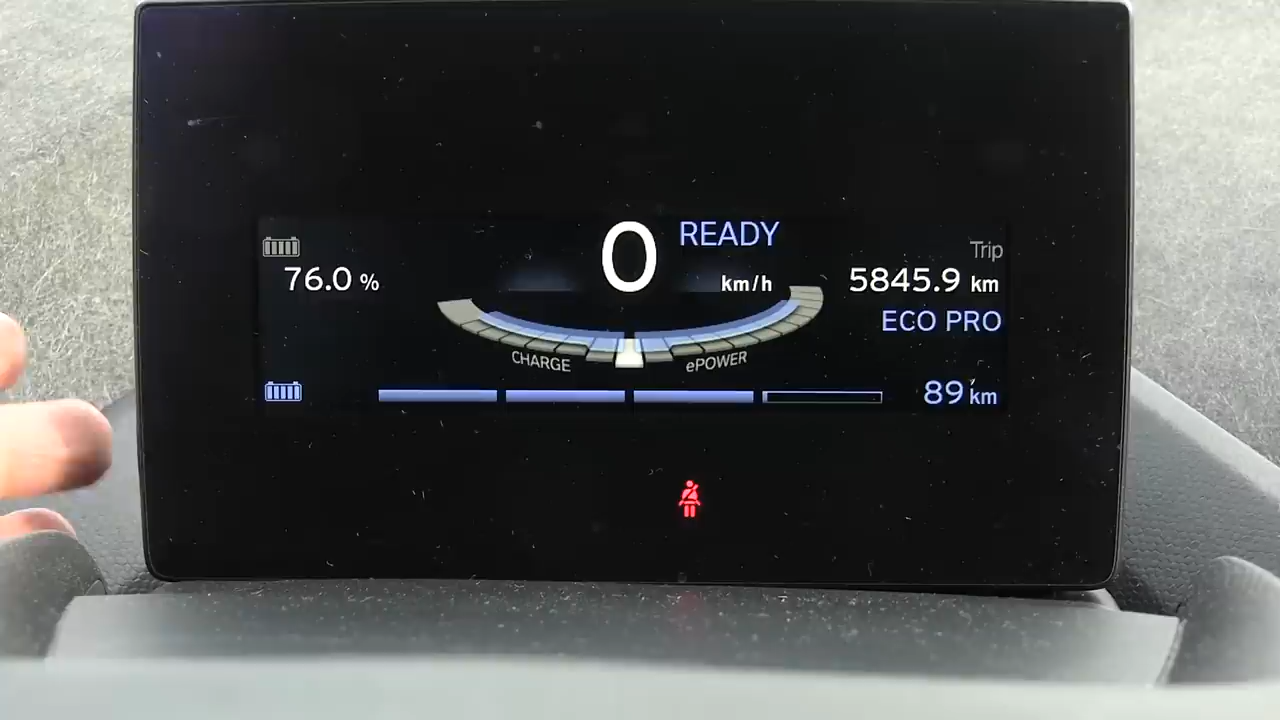 0 READY
km/h
76.0 %
Trip
5845.9 km
ECO PRO
CHARGE
ePOWER
89 km